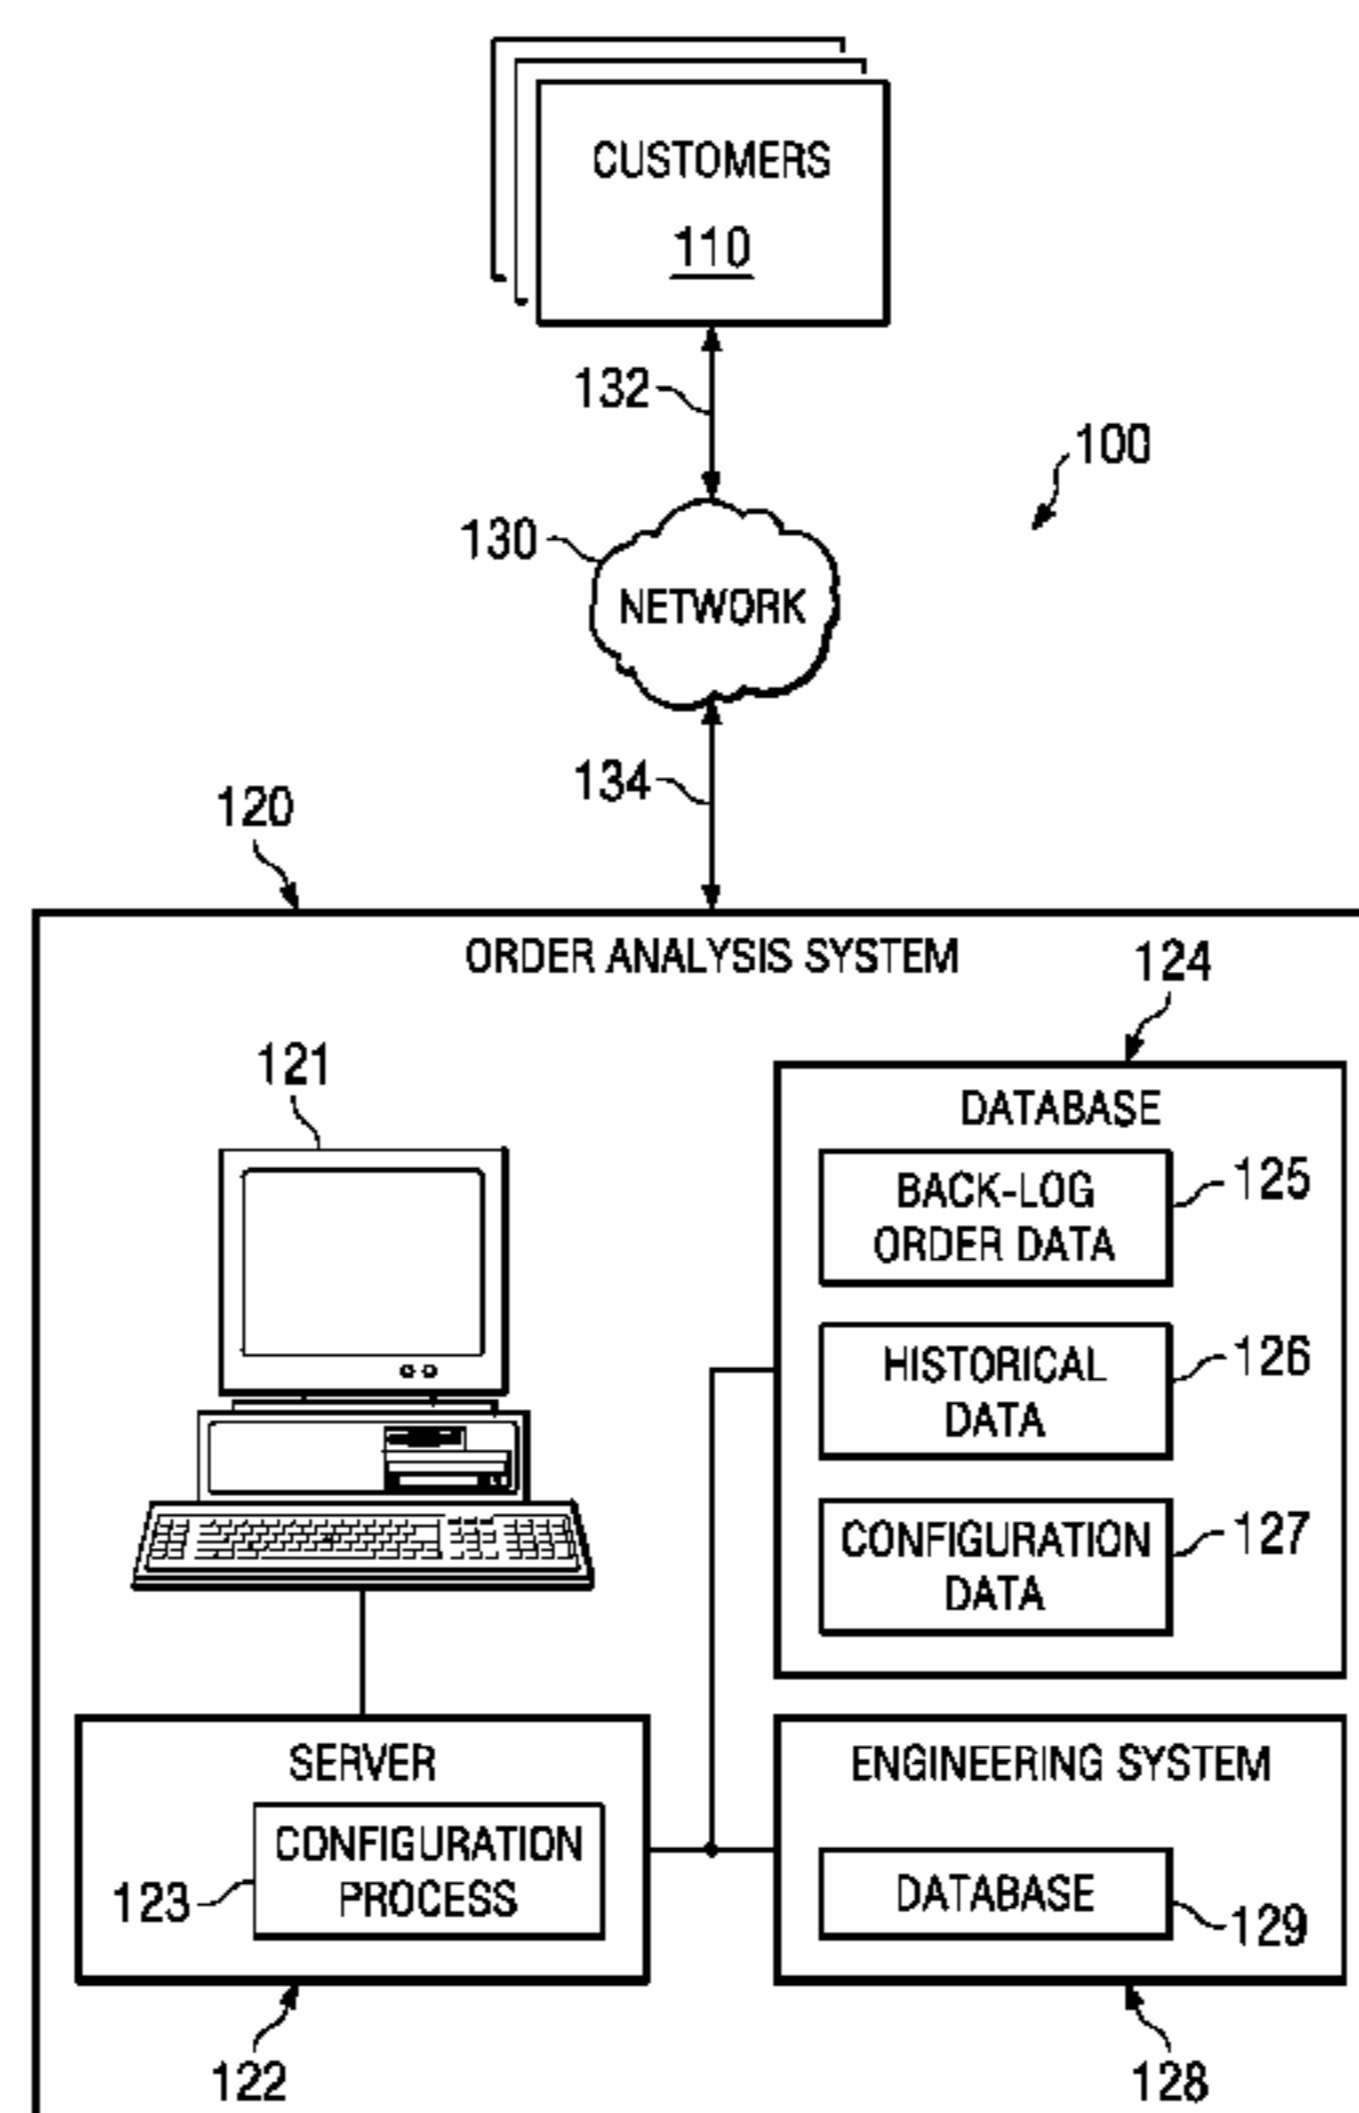 CUSTOMERS
110
132
100
130
NETWORK
134
120
ORDER ANALYSIS SYSTEM
124
121
DATABASE
BACK-LOG
ORDER DATA
125
HISTORICAL
DATA
126
CONFIGURATION
DATA
127
SERVER
CONFIGURATION
PROCESS
123
ENGINEERING SYSTEM
DATABASE
129
122
128